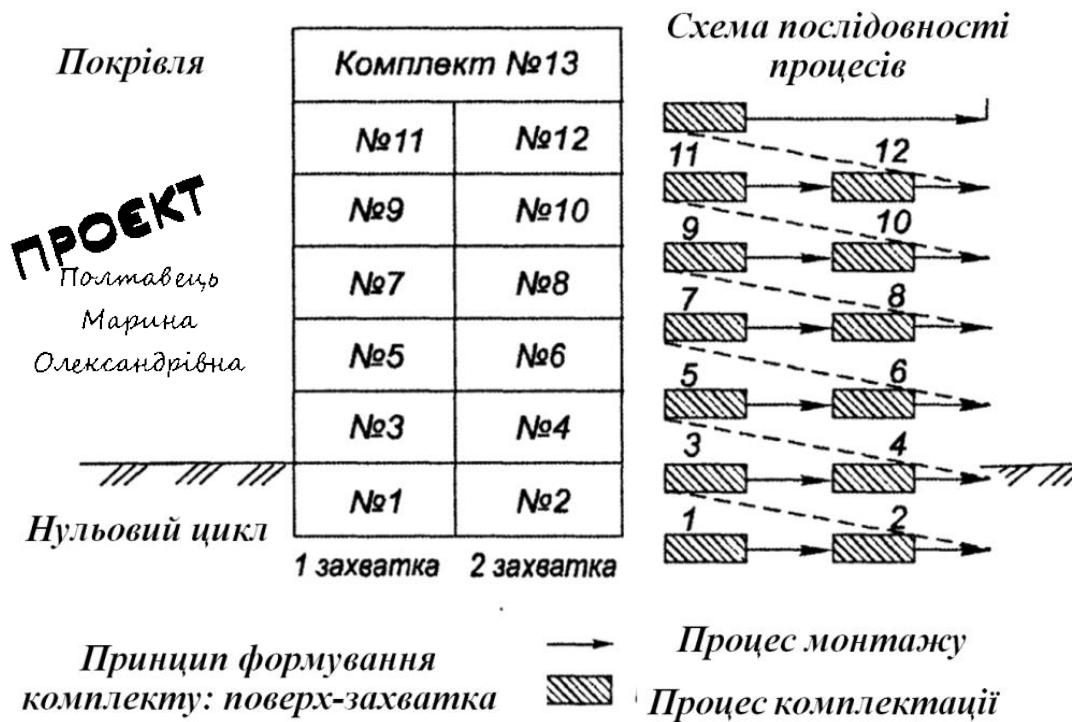 Покрівля
Комплект №13
№11 №12
№9 №10
№7 №8
№5 №6
№3 №4
№1 №2
1 захватка 2 захватка
Нульовий цикл
ПРОЄКТ
Полтавець
Марина
Олександрівна
Схема послідовності
процесів
11 12
9 10
7 8
5 6
3 4
1 2
Принцип формування
комплекту: поверх-захватка
Процес монтажу
Процес комплектації